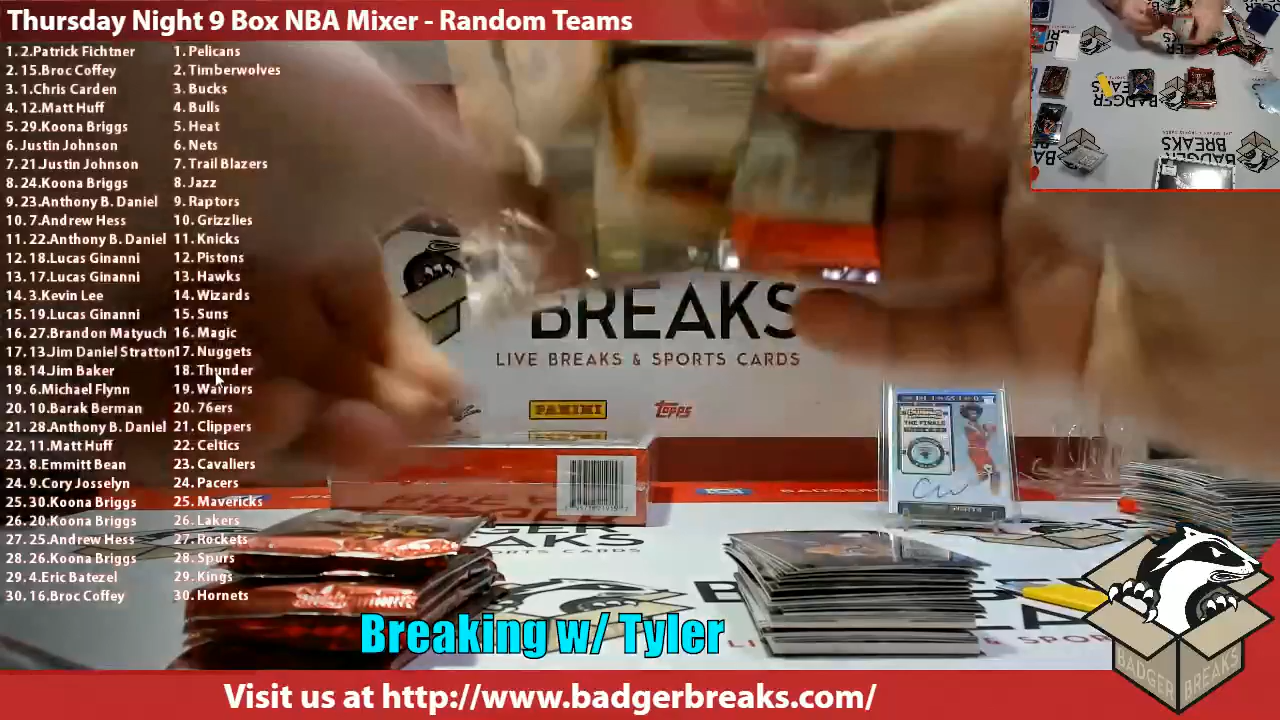 Thursday Night 9 Box NBA Mixer - Random Teams
1. 2.Patrick Fichtner 1. Pelicans
2. 15.Broc Coffey 2. Timberwolves
3. 1.Chris Carden 3. Bucks
4. 12.Matt Huff 4. Bulls
5. 29.Koona Briggs 5. Heat
6. Justin Johnson 6. Nets
7. 21.Justin Johnson 7. Trail Blazers
8. 24.Koona Briggs 8. Jazz
9. 23.Anthony B. Daniel 9. Raptors
10. 7.Andrew Hess 10. Grizzlies
11. 22.Anthony B. Daniel 11. Knicks
12. 18.Lucas Ginanni 12. Pistons
13. 17.Lucas Ginanni 13. Hawks
14. 3.Kevin Lee 14. Wizards
15. 19.Lucas Ginanni 15. Suns
16. 27.Brandon Matyuch 16. Magic
17. 13.Jim Daniel Stratton 17. Nuggets
18. 14.Jim Baker 18. Thunder
19. 6.Michael Flynn 19. Warriors
20. 10.Barak Berman 20. 76ers
21. 28.Anthony B. Daniel 21. Clippers
22. 11.Matt Huff 22. Celtics
23. 8.Emmitt Bean 23. Cavaliers
24. 9.Cory Josselyn 24. Pacers
25. 30.Koona Briggs 25. Mavericks
26. 20.Koona Briggs 26. Lakers
27. 25.Andrew Hess 27. Rockets
28. 26.Koona Briggs 28. Spurs
29. 4.Eric Batezel 29. Kings
30. 16.Broc Coffey 30. Hornets
BADGER
BREAKS
BREAKS
LIVE BREAKS & SPORTS CARDS
PANINI
Topps
THE FINALS
Breaking w/ Tyler
BADGER BREAKS
Visit us at http://www.badgerbreaks.com/